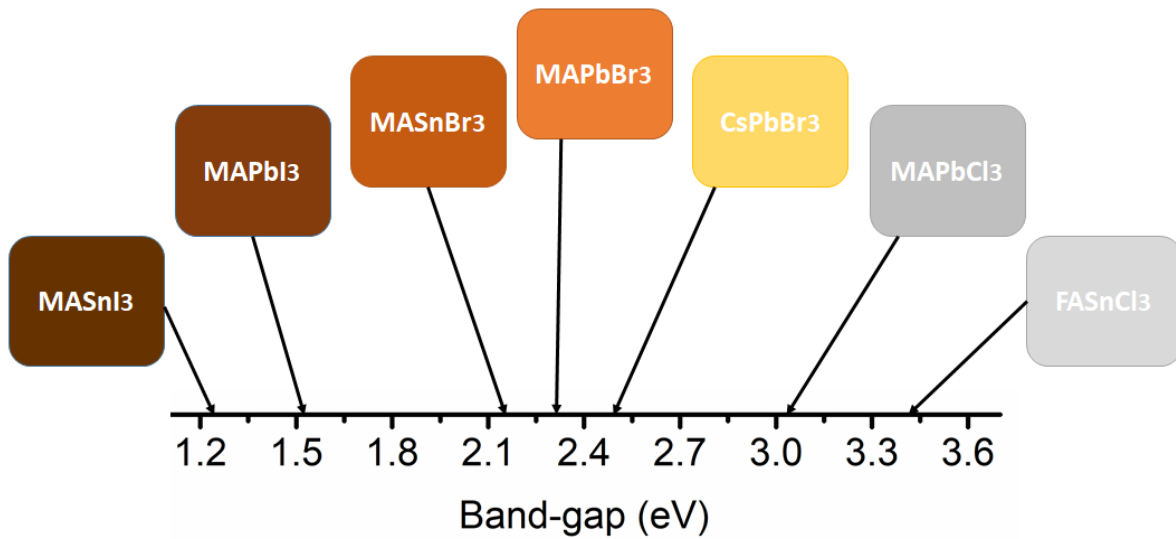 MASnI3
MAPbI3
MASnBr3
MAPbBr3
CsPbBr3
MAPbCl3
FASnCl3
1.2 1.5 1.8 2.1 2.4 2.7 3.0 3.3 3.6
Band-gap (eV)